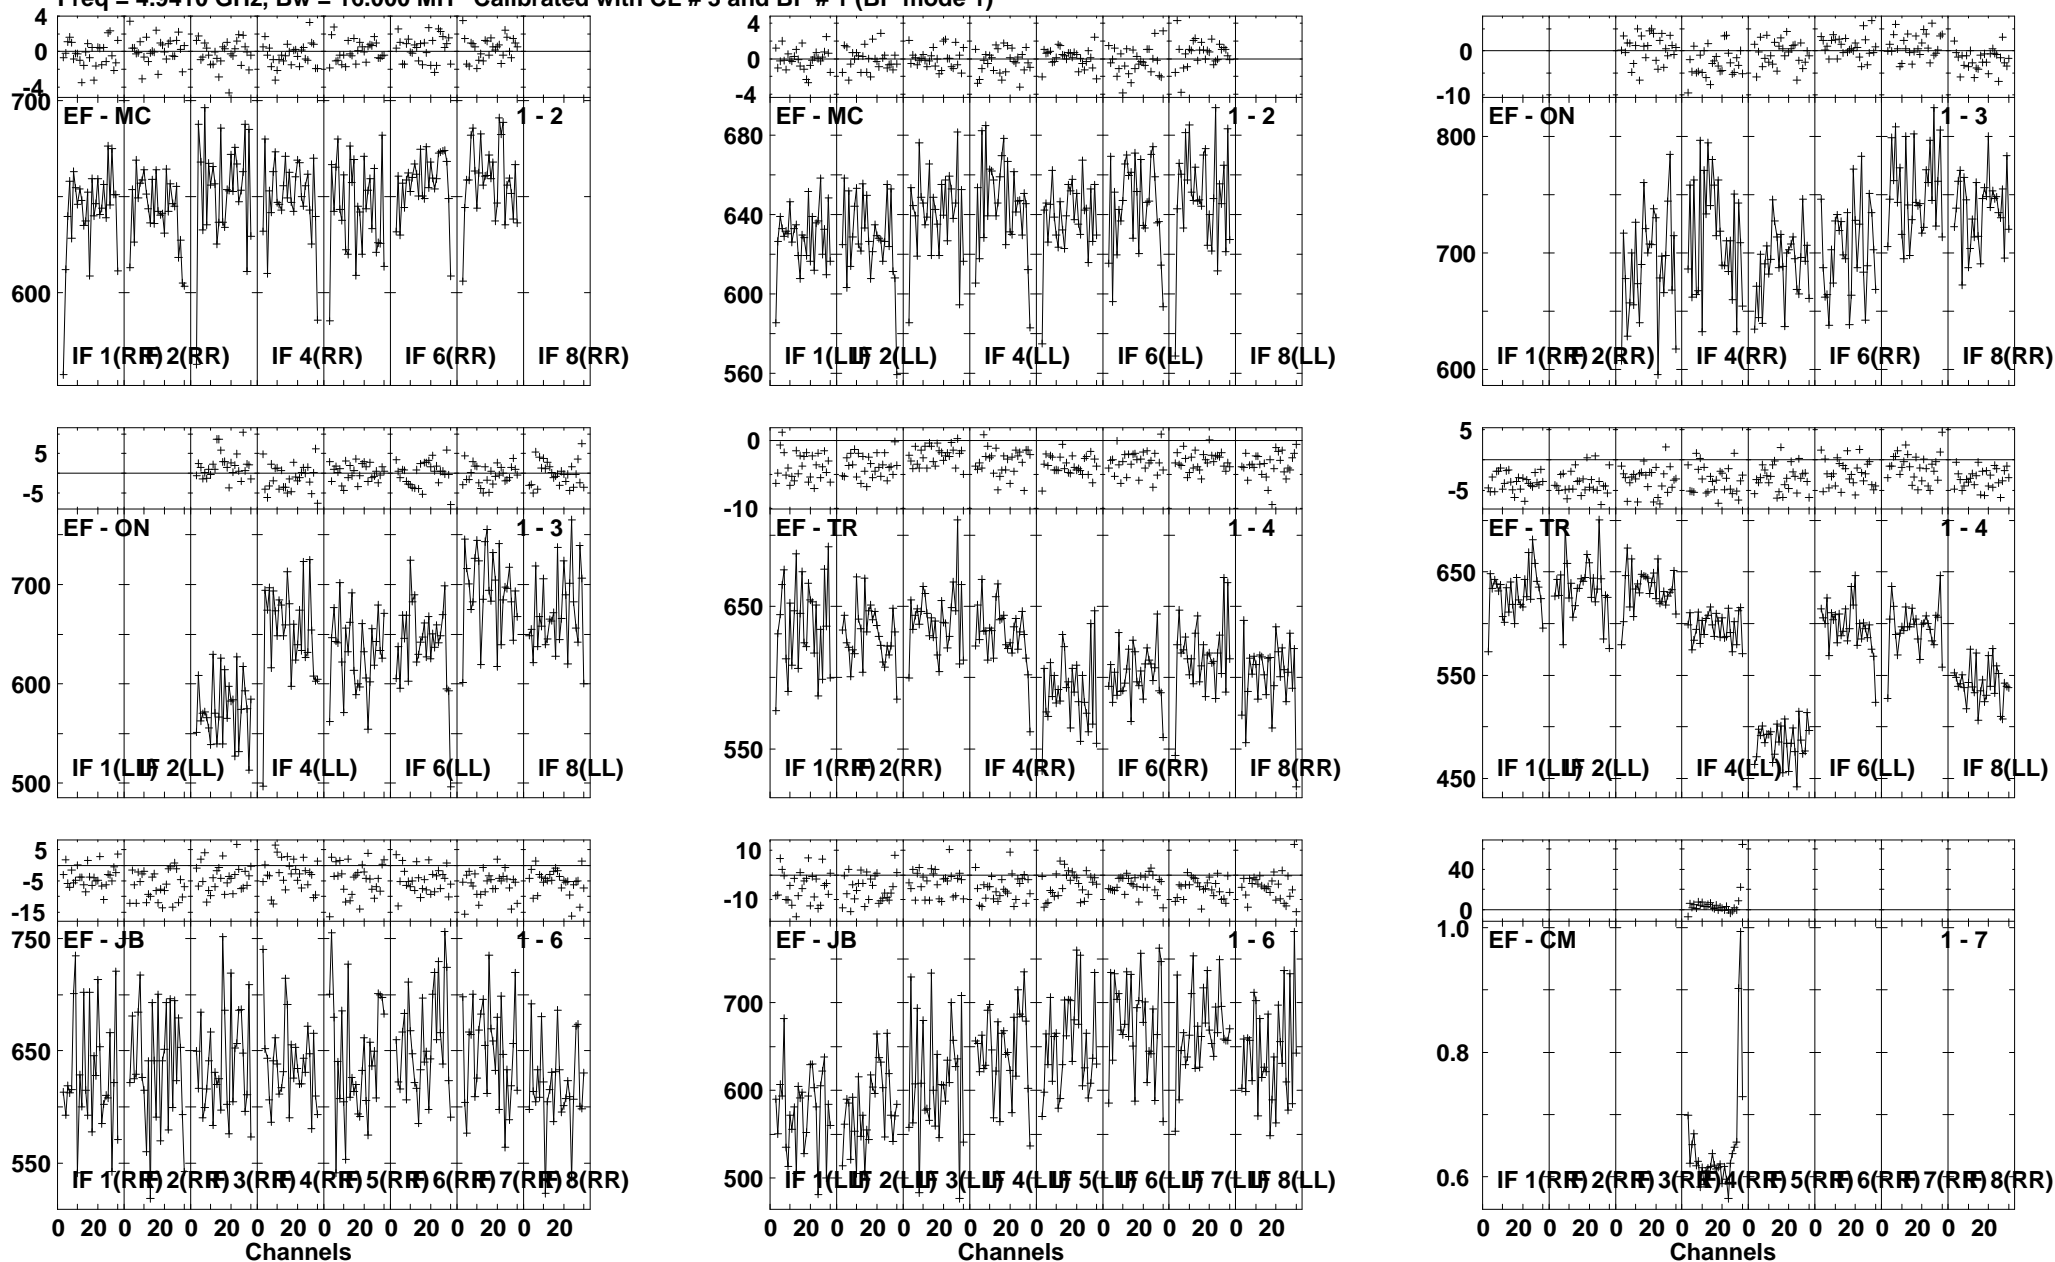 Freq = 4.9410 GHz, Bw = 16.000 MH Calibrated with CL # 3 and BP # 1 (BP mode 1)
4
0
-4
700
600
EF - MC 1 - 2
IF 1(RR) IF 2(RR) IF 4(RR) IF 6(RR) IF 8(RR)
4
0
-4
680
640
600
560
EF - MC 1 - 2
IF 1(LL) IF 2(LL) IF 4(LL) IF 6(LL) IF 8(LL)
0
-10
800
700
600
EF - ON 1 - 3
IF 1(RR) IF 2(RR) IF 4(RR) IF 6(RR) IF 8(RR)
5
-5
700
600
500
EF - ON 1 - 3
IF 1(LL) IF 2(LL) IF 4(LL) IF 6(LL) IF 8(LL)
0
-10
650
550
EF - TR 1 - 4
IF 1(RR) IF 2(RR) IF 4(RR) IF 6(RR) IF 8(RR)
5
-5
650
550
450
EF - TR 1 - 4
IF 1(LL) IF 2(LL) IF 4(LL) IF 6(LL) IF 8(LL)
5
-5
-15
750
650
550
EF - JB 1 - 6
IF 1(RR) IF 2(RR) IF 3(RR) IF 4(RR) IF 5(RR) IF 6(RR) IF 7(RR) IF 8(RR)
0 20 0 20 0 20 0 20 0 20 0 20 0 20 0 20
Channels
10
-10
700
600
500
EF - JB 1 - 6
IF 1(LL) IF 2(LL) IF 3(LL) IF 4(LL) IF 5(LL) IF 6(LL) IF 7(LL) IF 8(LL)
0 20 0 20 0 20 0 20 0 20 0 20 0 20 0 20
Channels
40
0
1.0
0.8
0.6
EF - CM 1 - 7
IF 1(RR) IF 2(RR) IF 3(RR) IF 4(RR) IF 5(RR) IF 6(RR) IF 7(RR) IF 8(RR)
0 20 0 20 0 20 0 20 0 20 0 20 0 20 0 20
Channels